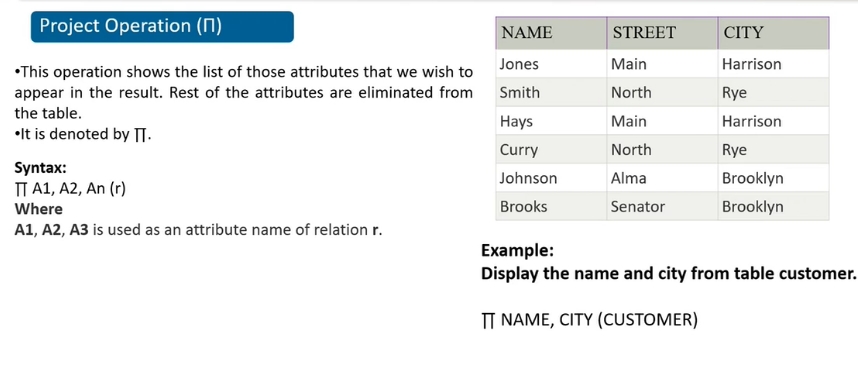 Project Operation (∏)
•This operation shows the list of those attributes that we wish to
appear in the result. Rest of the attributes are eliminated from
the table.
•It is denoted by ∏.
Syntax:
∏ A1, A2, An (r)
Where
A1, A2, A3 is used as an attribute name of relation r.
NAME STREET CITY
Jones Main Harrison
Smith North Rye
Hays Main Harrison
Curry North Rye
Johnson Alma Brooklyn
Brooks Senator Brooklyn
Example:
Display the name and city from table customer.
∏ NAME, CITY (CUSTOMER)